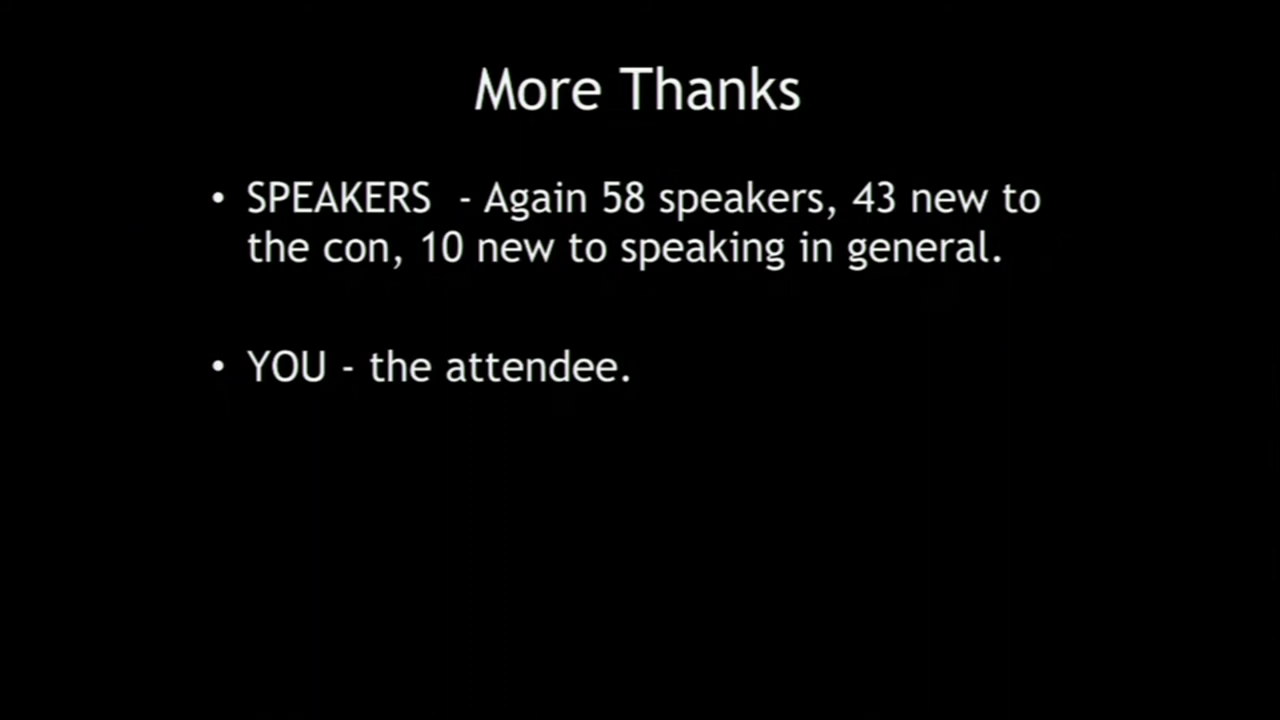 More Thanks
• SPEAKERS - Again 58 speakers, 43 new to
the con, 10 new to speaking in general.
• YOU - the attendee.